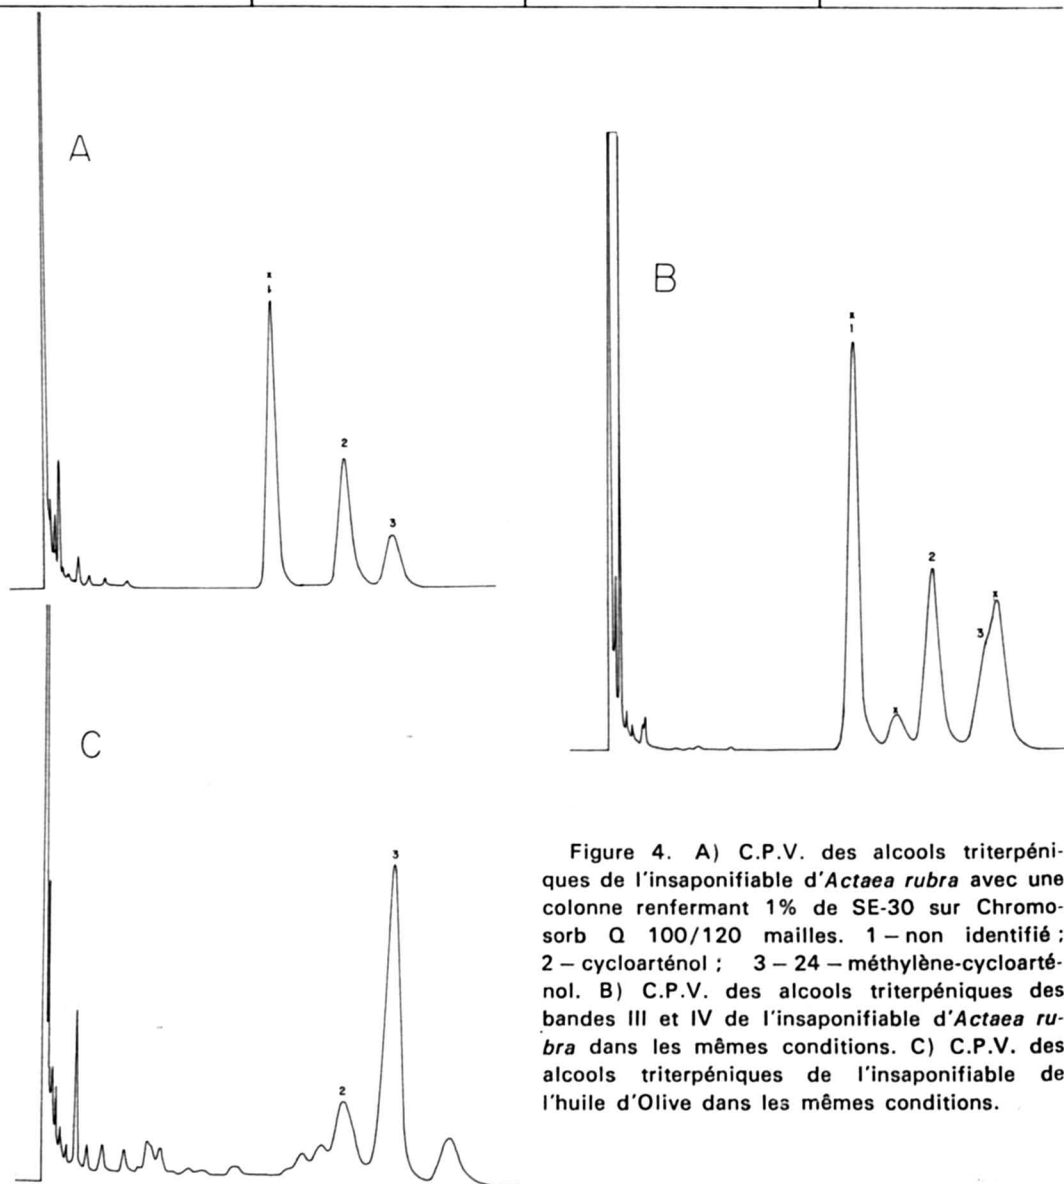 A
x
1
2
3
B
x
1
x
2
3
x
C
2
3
Figure 4. A) C.P.V. des alcools triterpéni-
ques de l'insaponifiable d'Actaea rubra avec une
colonne renfermant 1% de SE-30 sur Chromo-
sorb Q 100/120 mailles. 1 – non identifié ;
2 – cycloarténol ; 3 – 24 – méthylène-cycloarté-
nol. B) C.P.V. des alcools triterpéniques des
bandes III et IV de l'insaponifiable d'Actaea ru-
bra dans les mêmes conditions. C) C.P.V. des
alcools triterpéniques de l'insaponifiable de
l'huile d'Olive dans les mêmes conditions.